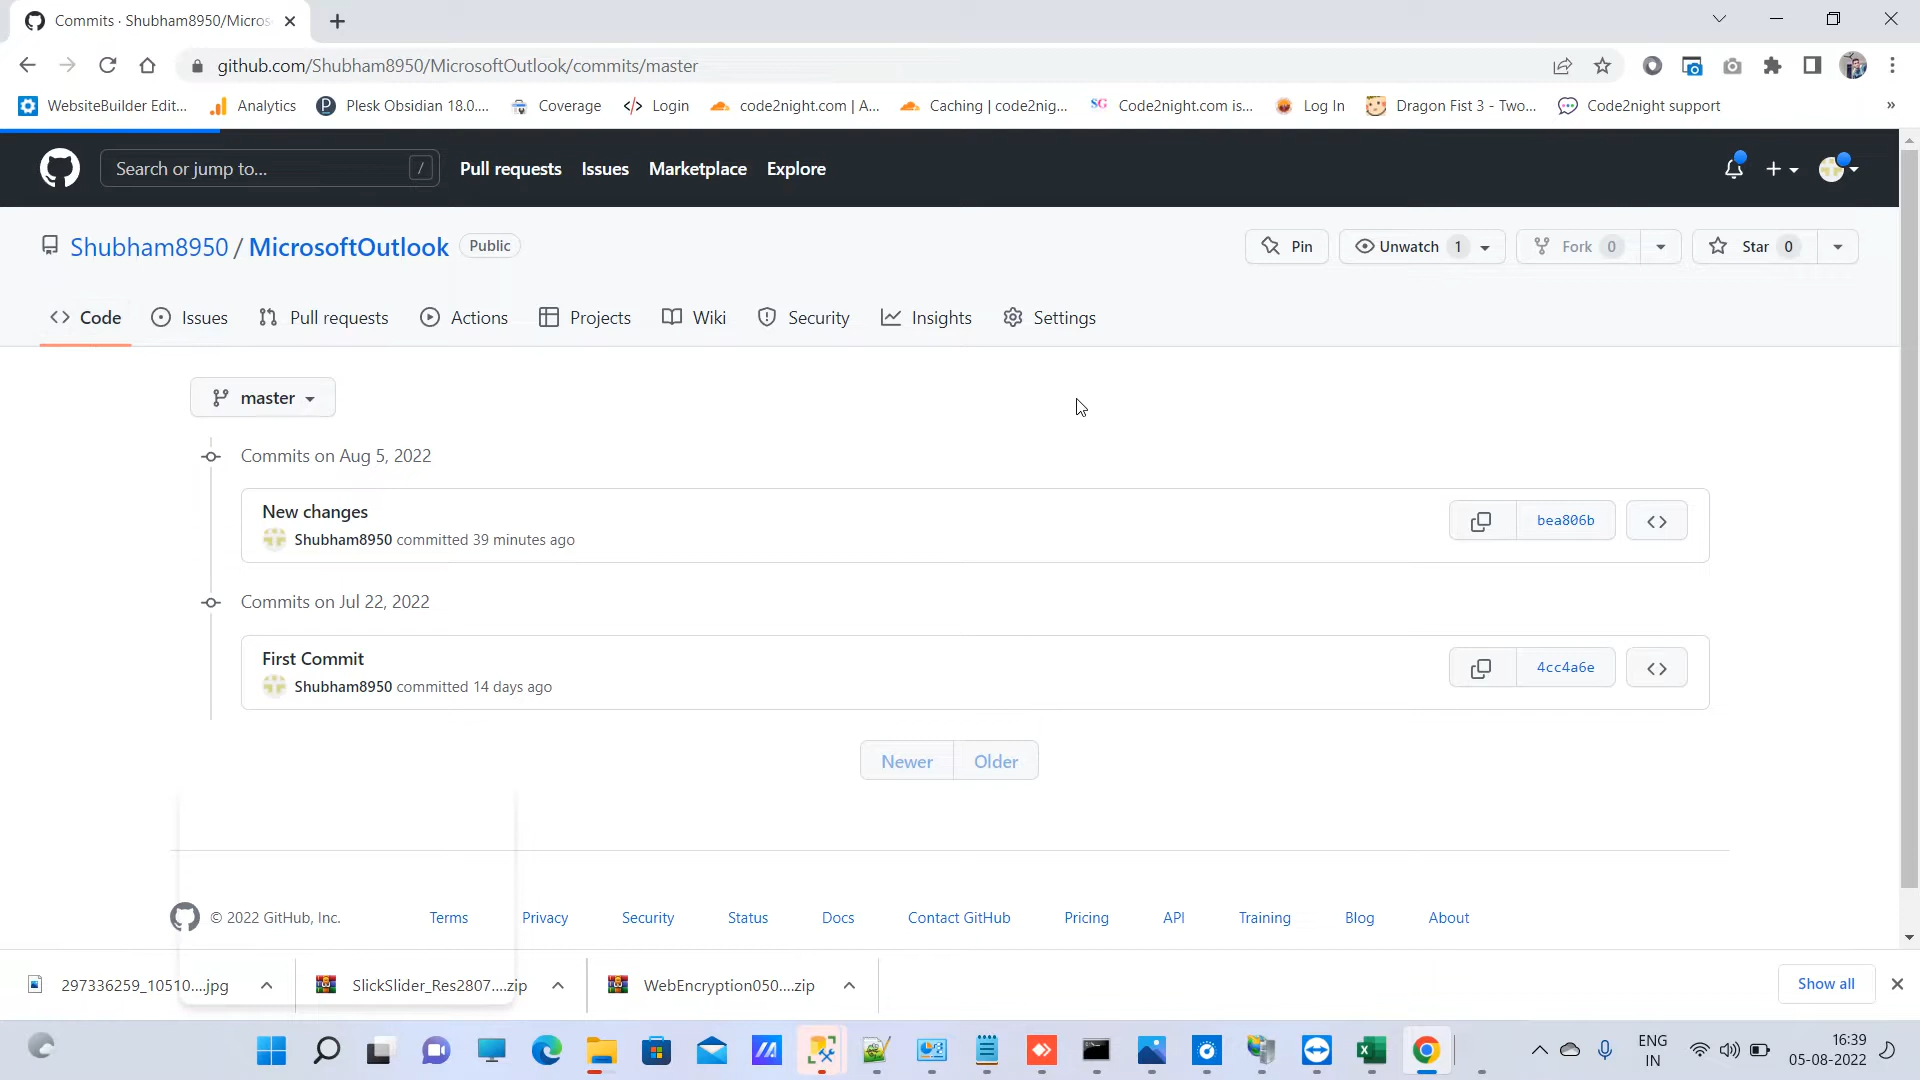 Commits · Shubham8950/Micros
github.com/Shubham8950/MicrosoftOutlook/commits/master
WebsiteBuilder Edit... Analytics Plesk Obsidian 18.0.... Coverage Login code2night.com | A... Caching | code2nig... SG Code2night.com is... Log In Dragon Fist 3 - Two... Code2night support »
Search or jump to... / Pull requests Issues Marketplace Explore
Shubham8950 / MicrosoftOutlook Public Pin Unwatch 1 Fork 0 Star 0
Code Issues Pull requests Actions Projects Wiki Security Insights Settings
master
Commits on Aug 5, 2022
New changes
Shubham8950 committed 39 minutes ago
bea806b
Commits on Jul 22, 2022
First Commit
Shubham8950 committed 14 days ago
4cc4a6e
Newer Older
© 2022 GitHub, Inc. Terms Privacy Security Status Docs Contact GitHub Pricing API Training Blog About
297336259_10510....jpg SlickSlider_Res2807....zip WebEncryption050....zip Show all
ENG
IN
16:39
05-08-2022